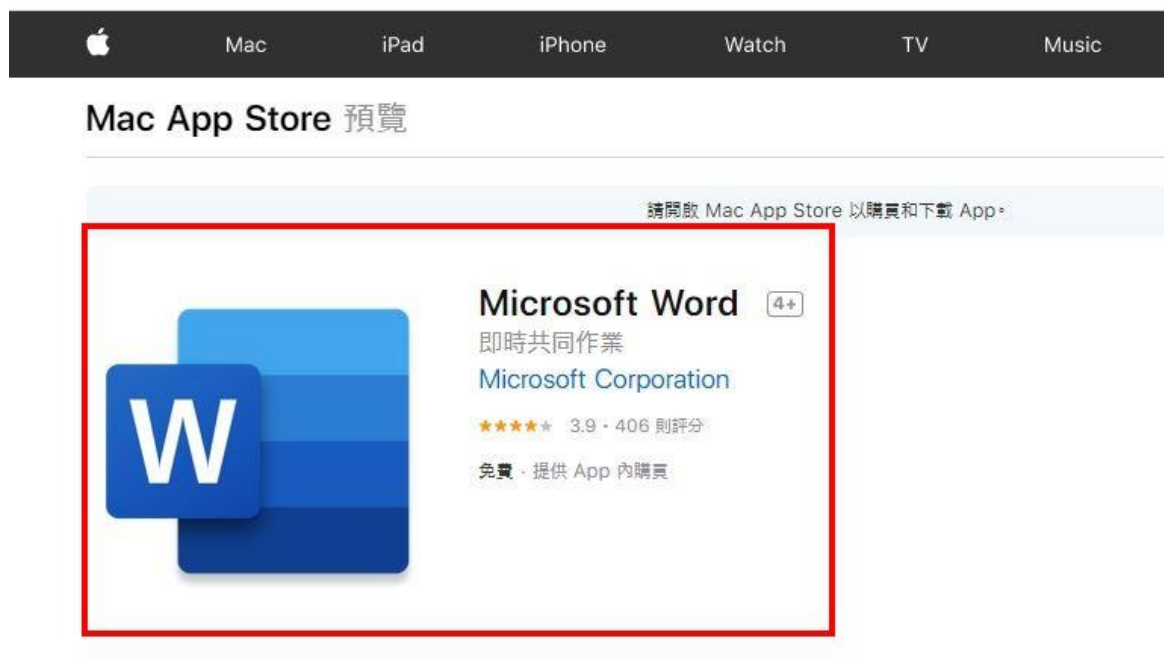 Mac iPad iPhone Watch TV Music
Mac App Store 預覽
請開啟 Mac App Store 以購買和下載 App。
Microsoft Word 4+
即時共同作業
Microsoft Corporation
3.9 • 406 則評分
免費 · 提供 App 內購買
W